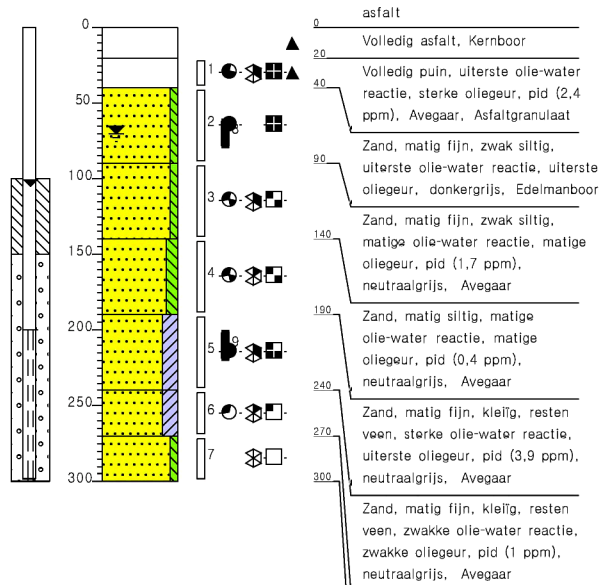 asfalt
0
0
Volledig asfalt, Kernboor
20
1
Volledig puin, uiterste olie-water
40
reactie, sterke oliegeur, pid (2,4
ppm), Avegaar, Asfaltgranulaat
50
2
8
Zand, matig fijn, zwak siltig,
90
uiterste olie-water reactie, uiterste
oliegeur, donkergrijs, Edelmanboor
100
3
Zand, matig fijn, zwak siltig,
140
matige olie-water reactie, matige
oliegeur, pid (1,7 ppm),
neutraalgrijs, Avegaar
150
4
190
Zand, matig siltig, matige
olie-water reactie, matige
oliegeur, pid (0,4 ppm),
neutraalgrijs, Avegaar
200
9
5
240
Zand, matig fijn, kleiïg, resten
veen, sterke olie-water reactie,
uiterste oliegeur, pid (3,9 ppm),
neutraalgrijs, Avegaar
250
6
270
7
300
300
Zand, matig fijn, kleiïg, resten
veen, zwakke olie-water reactie,
zwakke oliegeur, pid (1 ppm),
neutraalgrijs, Avegaar